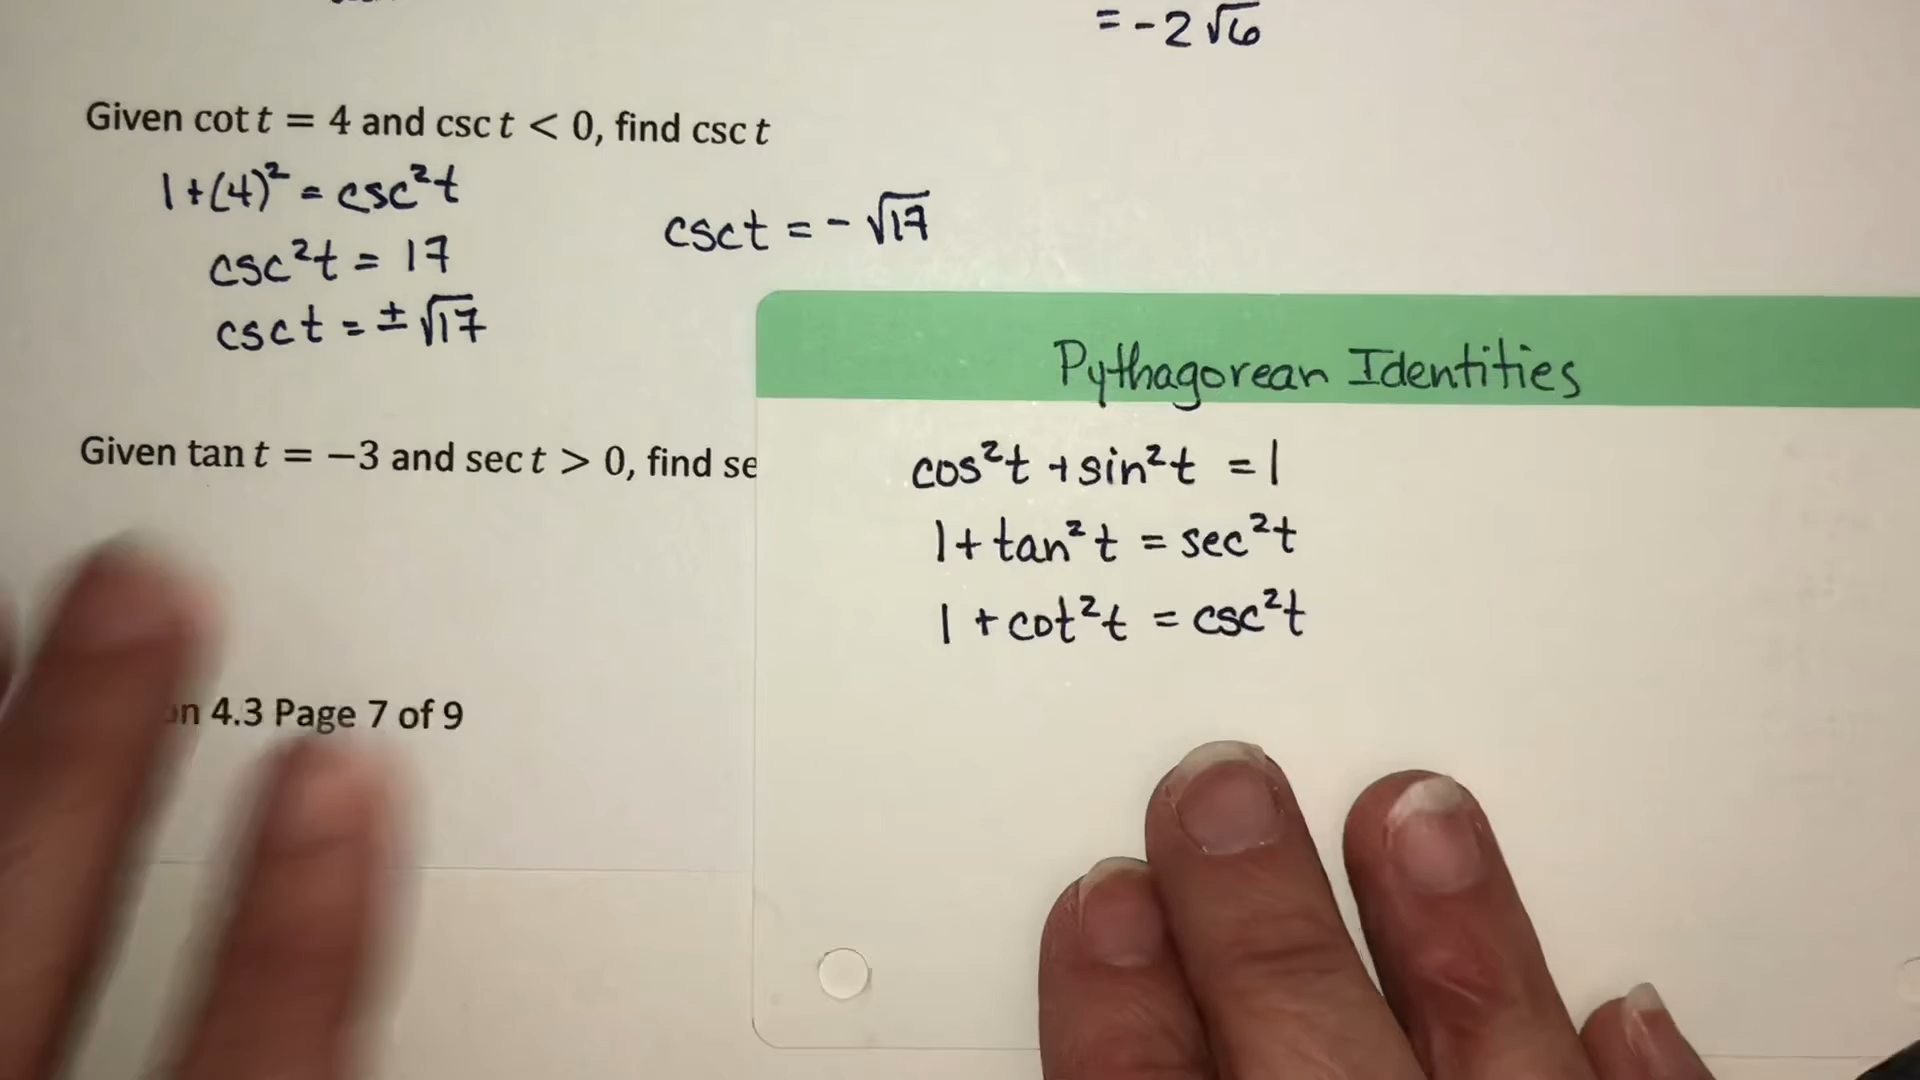 = -2√6
Given cot t = 4 and csc t < 0, find csc t
1+(4)² = csc²t
csc²t = 17
csct = ±√17
csct = -√17
Given tan t = −3 and sec t > 0, find se
Pythagorean Identities
cos²t + sin²t = 1
1+ tan²t = sec²t
1 + cot²t = csc²t
4.3 Page 7 of 9